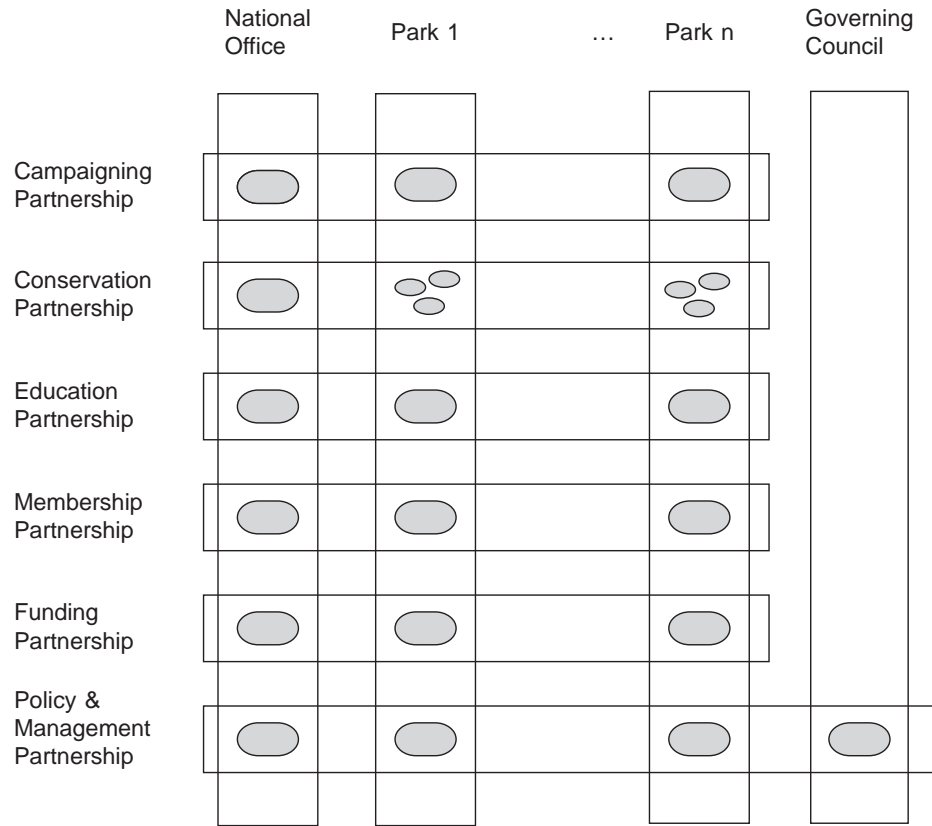 National
Office
Park 1
...
Park n
Governing
Council
Campaigning
Partnership
Conservation
Partnership
Education
Partnership
Membership
Partnership
Funding
Partnership
Policy &
Management
Partnership